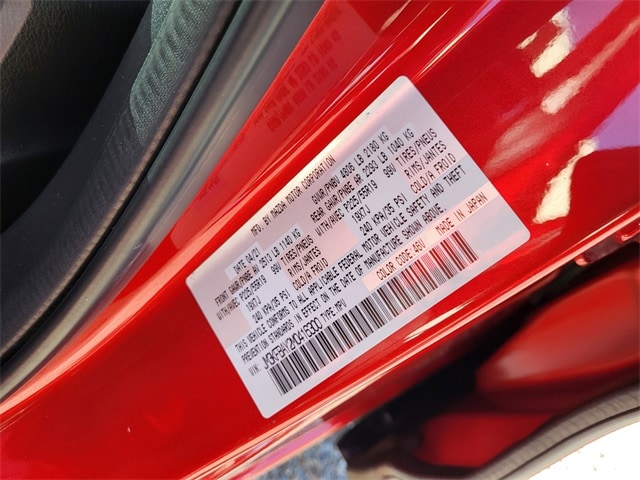 MFG. BY MAZDA MOTOR CORPORATION
DATE 04/21 GVWR/PNBV 4806 LB 2180 KG
FRONT GAWR/PNBE AV 2513 LB 1140 KG REAR GAWR/PNBE AR 2293 LB 1040 KG
WITH/AVEC P225/55R19 99V TIRES/PNEUS WITH/AVEC P225/55R19 99V TIRES/PNEUS
19X7J RIMS/JANTES 19X7J RIMS/JANTES
240 KPA/35 PSI COLD/A FROID 240 KPA/35 PSI COLD/A FROID
THIS VEHICLE CONFORMS TO ALL APPLICABLE FEDERAL MOTOR VEHICLE SAFETY AND THEFT
PREVENTION STANDARDS IN EFFECT ON THE DATE OF MANUFACTURE SHOWN ABOVE.
VIN: TYPE MPV COLOR CODE: 46V MADE IN JAPAN